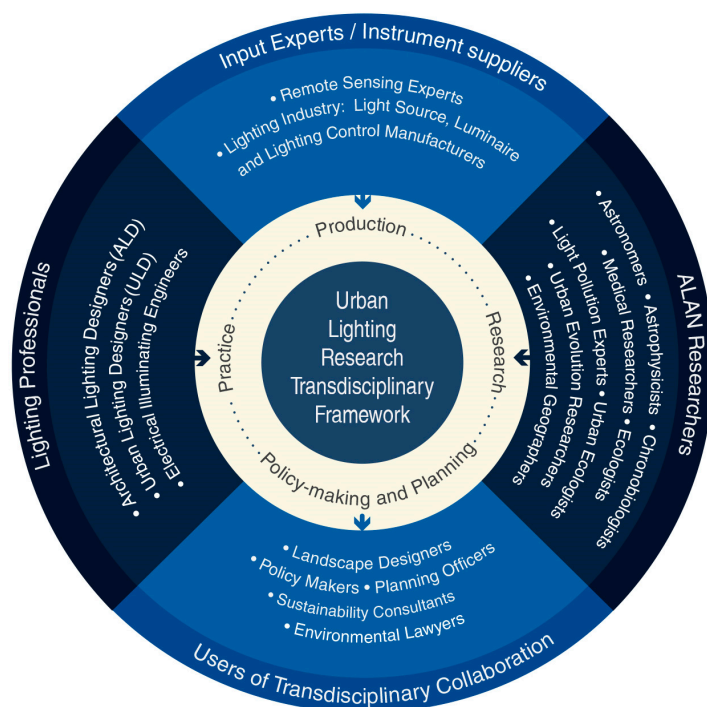 Input Experts / Instrument suppliers
• Remote Sensing Experts
• Lighting Industry: Light Source, Luminaire
and Lighting Control Manufacturers
Lighting Professionals
• Architectural Lighting Designers (ALD)
• Urban Lighting Designers (ULD)
• Electrical Illuminating Engineers
Production
Practice
Urban
Lighting
Research
Transdisciplinary
Framework
Research
Policy-making and Planning
ALAN Researchers
• Astronomers • Astrophysicists • Chronobiologists
• Medical Researchers • Ecologists
• Light Pollution Experts • Urban Ecologists
• Urban Evolution Researchers
• Environmental Geographers
• Landscape Designers
• Policy Makers • Planning Officers
• Sustainability Consultants
• Environmental Lawyers
Users of Transdisciplinary Collaboration